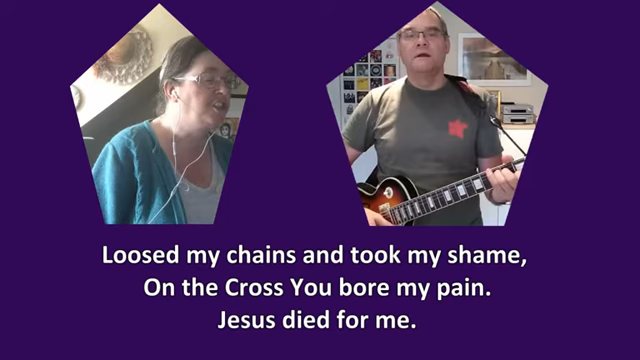 Loosed my chains and took my shame,
On the Cross You bore my pain.
Jesus died for me.